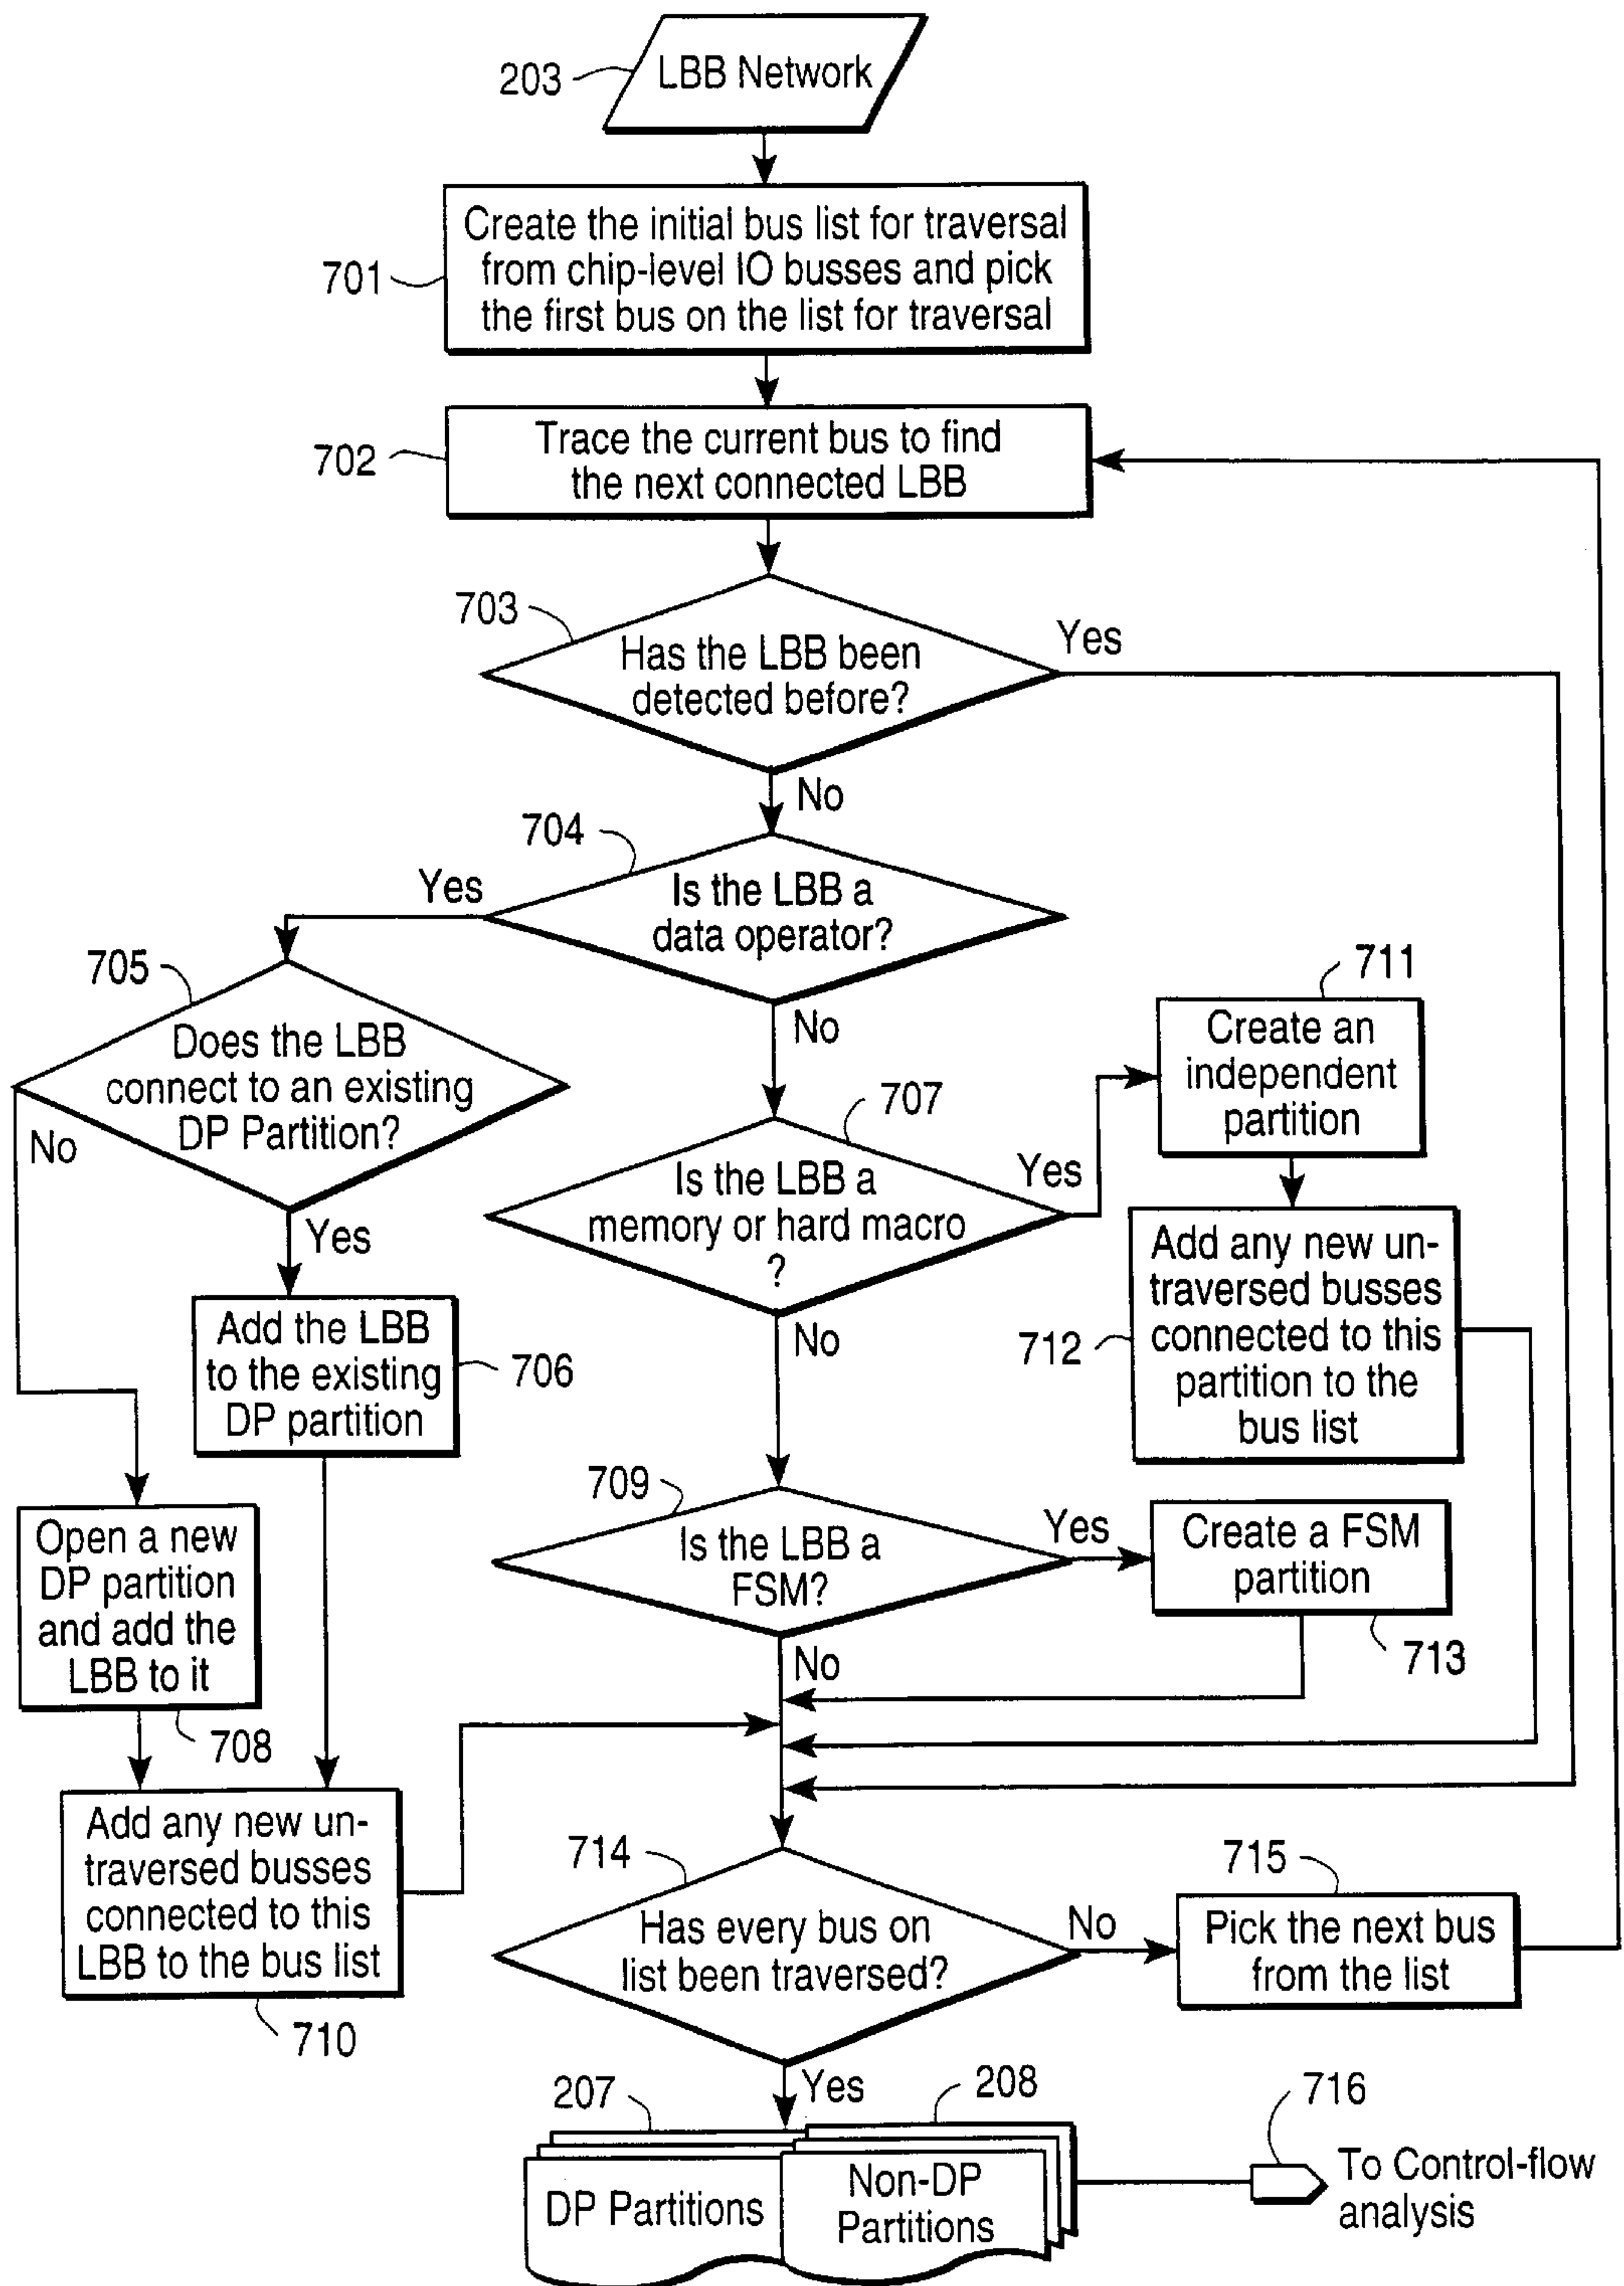 203
LBB Network
701
Create the initial bus list for traversal
from chip-level IO busses and pick
the first bus on the list for traversal
702
Trace the current bus to find
the next connected LBB
703
Has the LBB been
detected before?
Yes
No
704
Is the LBB a
data operator?
Yes
No
705
Does the LBB
connect to an existing
DP Partition?
No
Yes
707
Is the LBB a
memory or hard macro
?
Yes
No
711
Create an
independent
partition
712
Add any new un-
traversed busses
connected to this
partition to the
bus list
Add the LBB
to the existing
DP partition
706
709
Is the LBB a
FSM?
Yes
No
Create a FSM
partition
713
Open a new
DP partition
and add the
LBB to it
708
Add any new un-
traversed busses
connected to this
LBB to the bus list
710
714
Has every bus on
list been traversed?
No
Yes
715
Pick the next bus
from the list
207
208
DP Partitions
Non-DP
Partitions
716
To Control-flow
analysis